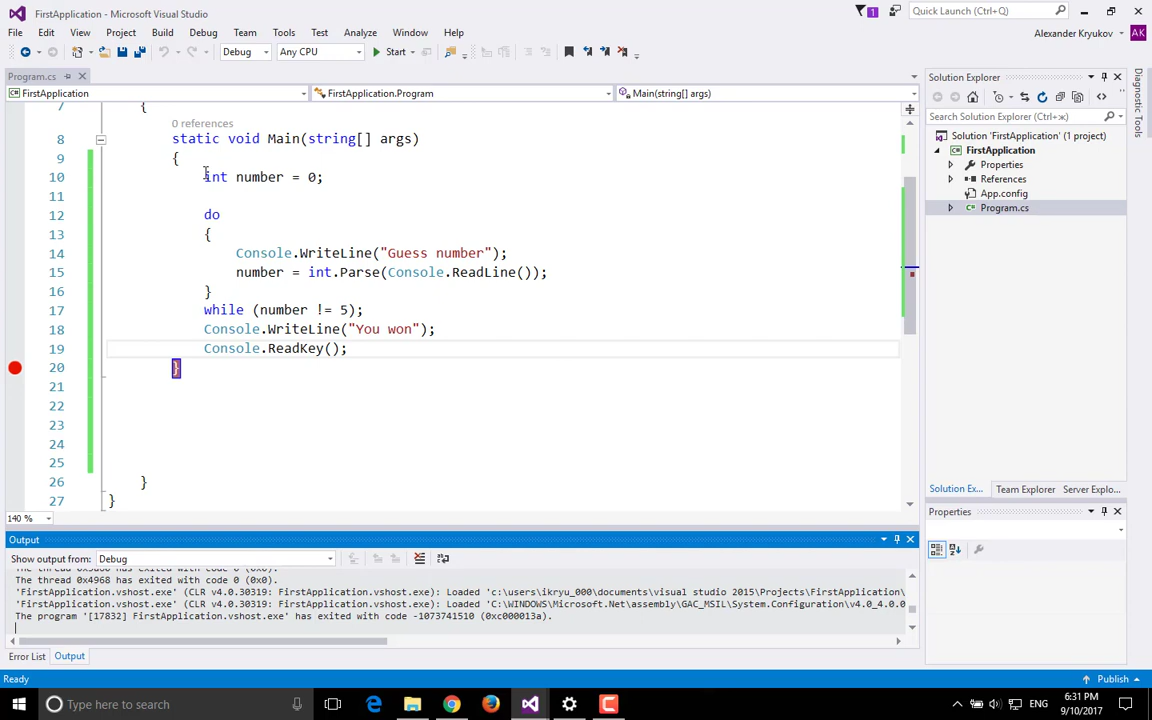 FirstApplication - Microsoft Visual Studio
1
Quick Launch (Ctrl+Q)
File Edit View Project Build Debug Team Tools Test Analyze Window Help
Alexander Kryukov AK
Debug Any CPU Start
Program.cs
FirstApplication FirstApplication.Program Main(string[] args)
7 {
0 references
8 static void Main(string[] args)
9 {
10 int number = 0;
11
12 do
13 {
14 Console.WriteLine("Guess number");
15 number = int.Parse(Console.ReadLine());
16 }
17 while (number != 5);
18 Console.WriteLine("You won");
19 Console.ReadKey();
20 }
21
22
23
24
25
26 }
27 }
140 %
Solution Explorer
Search Solution Explorer (Ctrl+ж)
Solution 'FirstApplication' (1 project)
FirstApplication
Properties
References
App.config
C# Program.cs
Solution Ex... Team Explorer Server Explo...
Properties
Diagnostic Tools
Output
Show output from: Debug
The thread 0x4968 has exited with code 0 (0x0).
'FirstApplication.vshost.exe' (CLR v4.0.30319: FirstApplication.vshost.exe): Loaded 'c:\users\ikryu_000\documents\visual studio 2015\Projects\FirstApplication\
'FirstApplication.vshost.exe' (CLR v4.0.30319: FirstApplication.vshost.exe): Loaded 'C:\WINDOWS\Microsoft.Net\assembly\GAC_MSIL\System.Configuration\v4.0_4.0.0
The program '[17832] FirstApplication.vshost.exe' has exited with code -1073741510 (0xc000013a).
Error List Output
Ready Publish
Type here to search
ENG
6:31 PM
9/10/2017